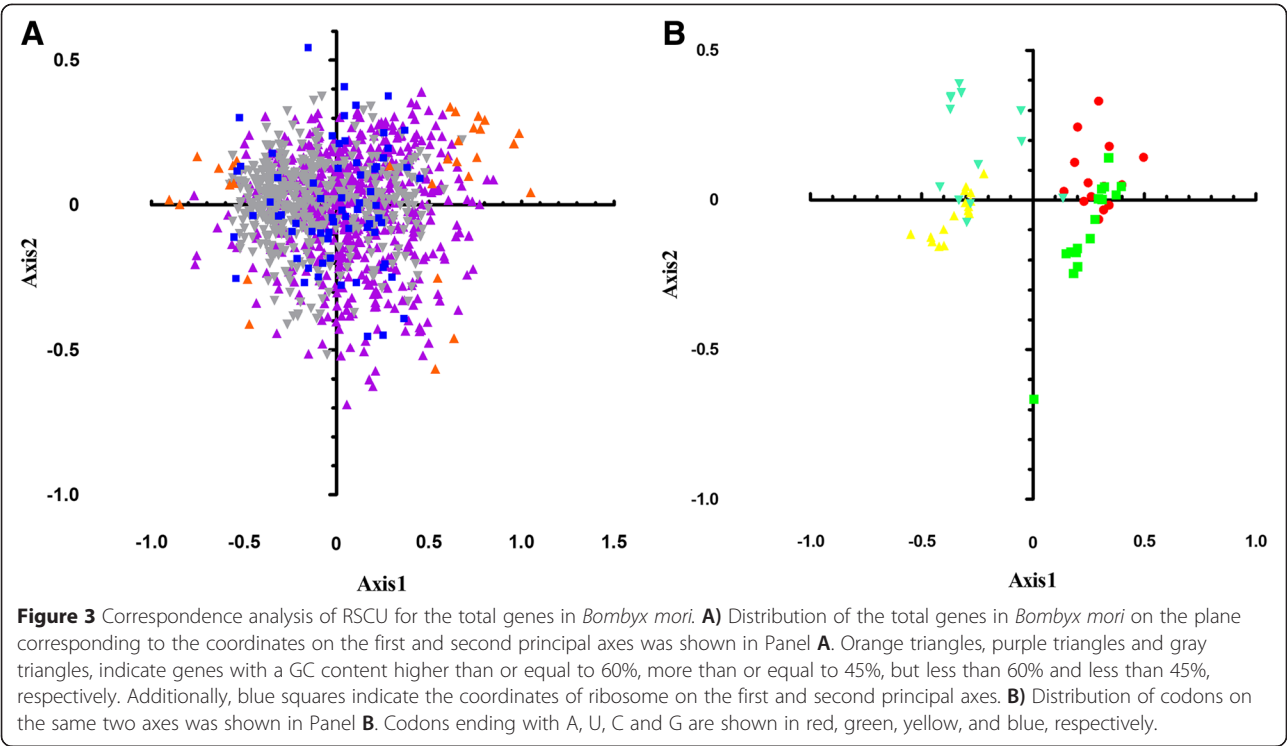 A
0.5
0
-0.5
-1.0
Axis2
-1.0 -0.5 0 0.5 1.0 1.5
Axis1
B
0.5
0
-0.5
-1.0
Axis2
-1.0 -0.5 0 0.5 1.0
Axis1
Figure 3 Correspondence analysis of RSCU for the total genes in Bombyx mori. A) Distribution of the total genes in Bombyx mori on the plane
corresponding to the coordinates on the first and second principal axes was shown in Panel A. Orange triangles, purple triangles and gray
triangles, indicate genes with a GC content higher than or equal to 60%, more than or equal to 45%, but less than 60% and less than 45%,
respectively. Additionally, blue squares indicate the coordinates of ribosome on the first and second principal axes. B) Distribution of codons on
the same two axes was shown in Panel B. Codons ending with A, U, C and G are shown in red, green, yellow, and blue, respectively.